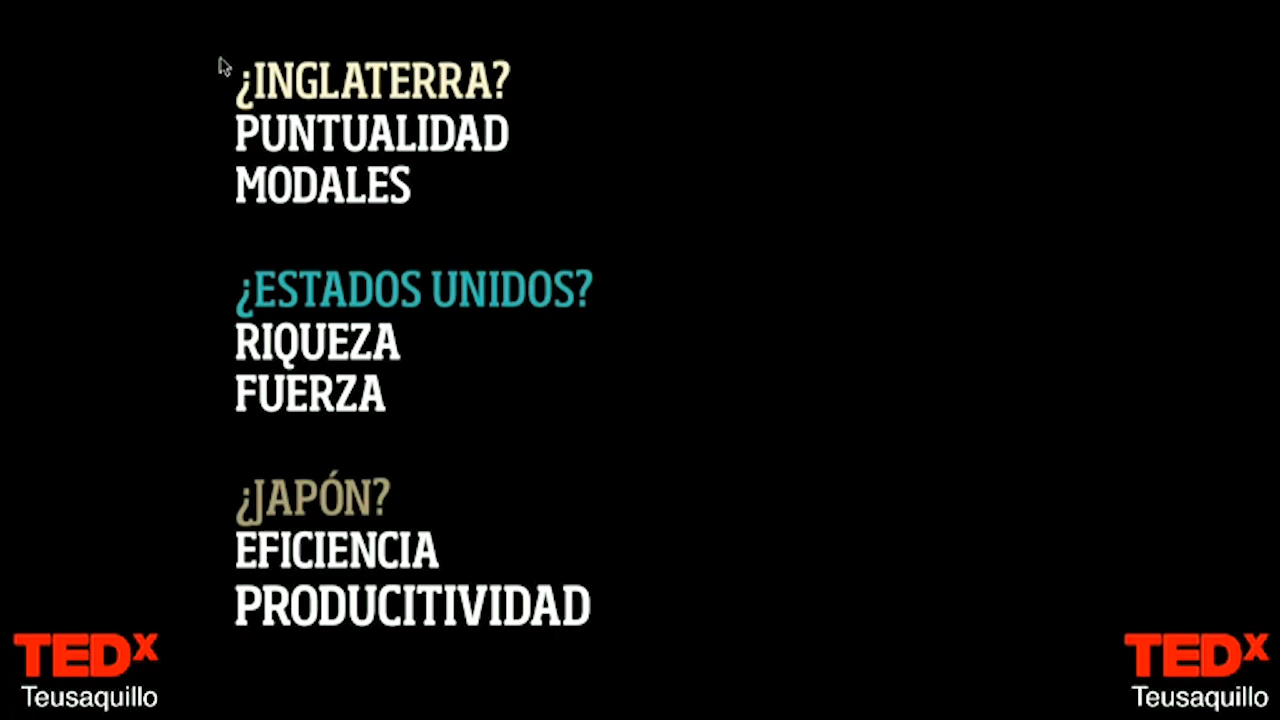 ¿INGLATERRA?
PUNTUALIDAD
MODALES
¿ESTADOS UNIDOS?
RIQUEZA
FUERZA
¿JAPÓN?
EFICIENCIA
PRODUCITIVIDAD
TEDx
Teusaquillo
TEDx
Teusaquillo